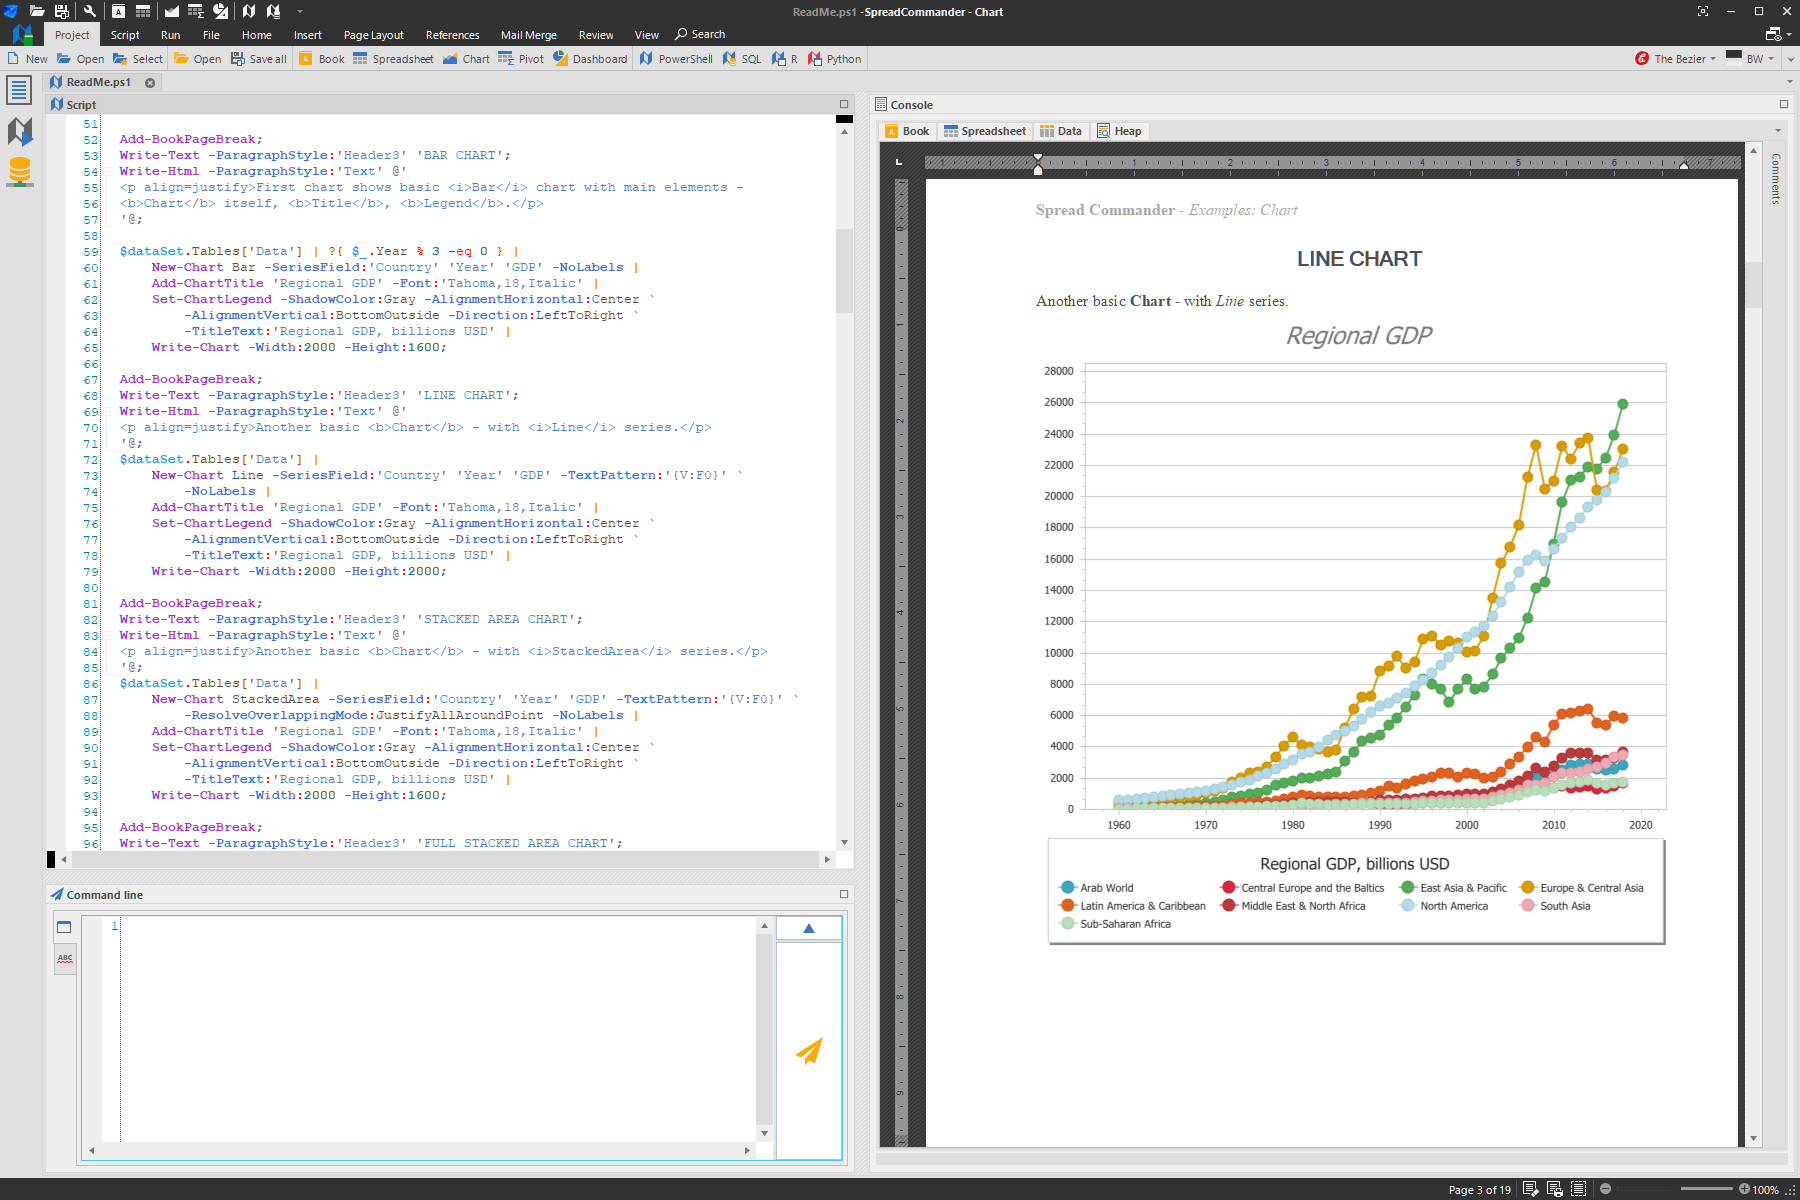 ReadMe.ps1 -SpreadCommander - Chart
Project Script Run File Home Insert Page Layout References Mail Merge Review View Search
New Open Select Open Save all Book Spreadsheet Chart Pivot Dashboard PowerShell SQL R Python The Bezier BW
ReadMe.ps1
Script
51
52 Add-BookPageBreak;
53 Write-Text -ParagraphStyle:'Header3' 'BAR CHART';
54 Write-Html -ParagraphStyle:'Text' @'
55 <p align=justify>First chart shows basic <i>Bar</i> chart with main elements -
56 <b>Chart</b> itself, <b>Title</b>, <b>Legend</b>.</p>
57 '@;
58
59 $dataSet.Tables['Data'] | ?{ $_.Year % 3 -eq 0 } |
60 New-Chart Bar -SeriesField:'Country' 'Year' 'GDP' -NoLabels |
61 Add-ChartTitle 'Regional GDP' -Font:'Tahoma,18,Italic' |
62 Set-ChartLegend -ShadowColor:Gray -AlignmentHorizontal:Center `
63 -AlignmentVertical:BottomOutside -Direction:LeftToRight `
64 -TitleText:'Regional GDP, billions USD' |
65 Write-Chart -Width:2000 -Height:1600;
66
67 Add-BookPageBreak;
68 Write-Text -ParagraphStyle:'Header3' 'LINE CHART';
69 Write-Html -ParagraphStyle:'Text' @'
70 <p align=justify>Another basic <b>Chart</b> - with <i>Line</i> series.</p>
71 '@;
72 $dataSet.Tables['Data'] |
73 New-Chart Line -SeriesField:'Country' 'Year' 'GDP' -TextPattern:'{V:F0}' `
74 -NoLabels |
75 Add-ChartTitle 'Regional GDP' -Font:'Tahoma,18,Italic' |
76 Set-ChartLegend -ShadowColor:Gray -AlignmentHorizontal:Center `
77 -AlignmentVertical:BottomOutside -Direction:LeftToRight `
78 -TitleText:'Regional GDP, billions USD' |
79 Write-Chart -Width:2000 -Height:2000;
80
81 Add-BookPageBreak;
82 Write-Text -ParagraphStyle:'Header3' 'STACKED AREA CHART';
83 Write-Html -ParagraphStyle:'Text' @'
84 <p align=justify>Another basic <b>Chart</b> - with <i>StackedArea</i> series.</p>
85 '@;
86 $dataSet.Tables['Data'] |
87 New-Chart StackedArea -SeriesField:'Country' 'Year' 'GDP' -TextPattern:'{V:F0}' `
88 -ResolveOverlappingMode:JustifyAllAroundPoint -NoLabels |
89 Add-ChartTitle 'Regional GDP' -Font:'Tahoma,18,Italic' |
90 Set-ChartLegend -ShadowColor:Gray -AlignmentHorizontal:Center `
91 -AlignmentVertical:BottomOutside -Direction:LeftToRight `
92 -TitleText:'Regional GDP, billions USD' |
93 Write-Chart -Width:2000 -Height:1600;
94
95 Add-BookPageBreak;
96 Write-Text -ParagraphStyle:'Header3' 'FULL STACKED AREA CHART';
Command line
ABC
1
Console
Book Spreadsheet Data Heap
Comments
1 1 2 3 4 5 6 7
0
1
2
3
4
5
6
7
8
9
Spread Commander - Examples: Chart
LINE CHART
Another basic Chart - with Line series.
Regional GDP
28000
26000
24000
22000
20000
18000
16000
14000
12000
10000
8000
6000
4000
2000
0
1960 1970 1980 1990 2000 2010 2020
Regional GDP, billions USD
Arab World Central Europe and the Baltics East Asia & Pacific Europe & Central Asia
Latin America & Caribbean Middle East & North Africa North America South Asia
Sub-Saharan Africa
Page 3 of 19 100%